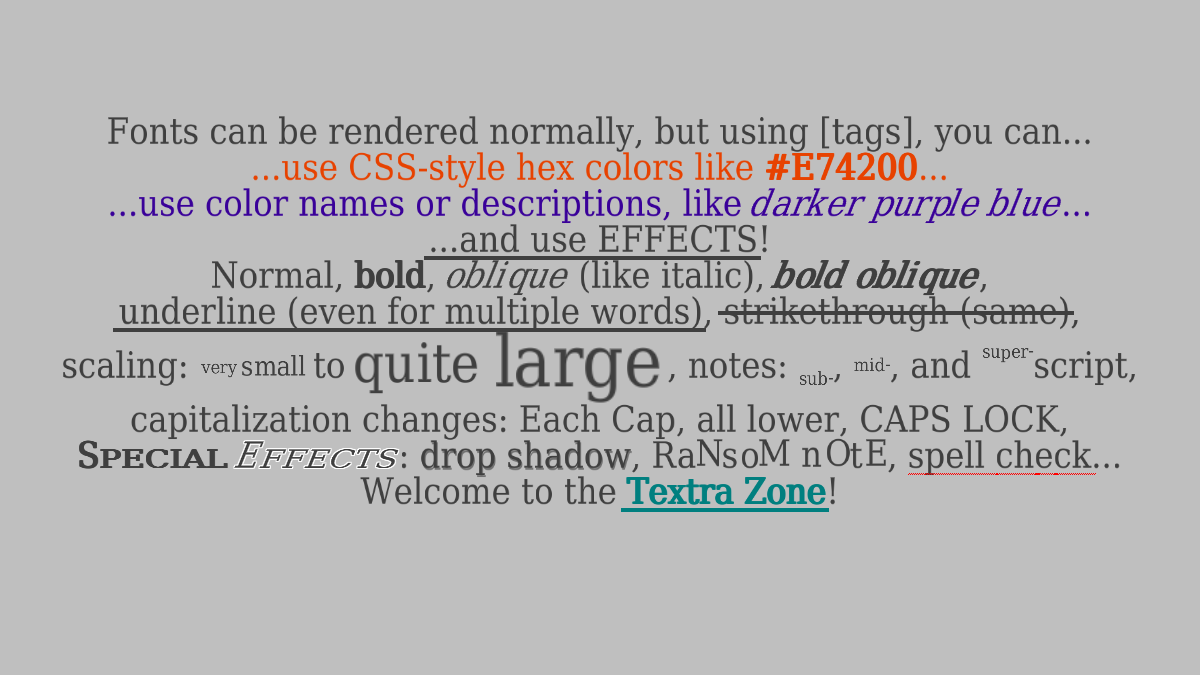 Fonts can be rendered normally, but using [tags], you can...
...use CSS-style hex colors like #E74200...
...use color names or descriptions, like darker purple blue...
...and use EFFECTS!
Normal, bold, oblique (like italic), bold oblique,
underline (even for multiple words), strikethrough (same),
scaling: very small to quite large, notes: sub-, mid-, and super-script,
capitalization changes: Each Cap, all lower, CAPS LOCK,
SPECIAL EFFECTS: drop shadow, RaNsoM nOtE, spell check...
Welcome to the Textra Zone!